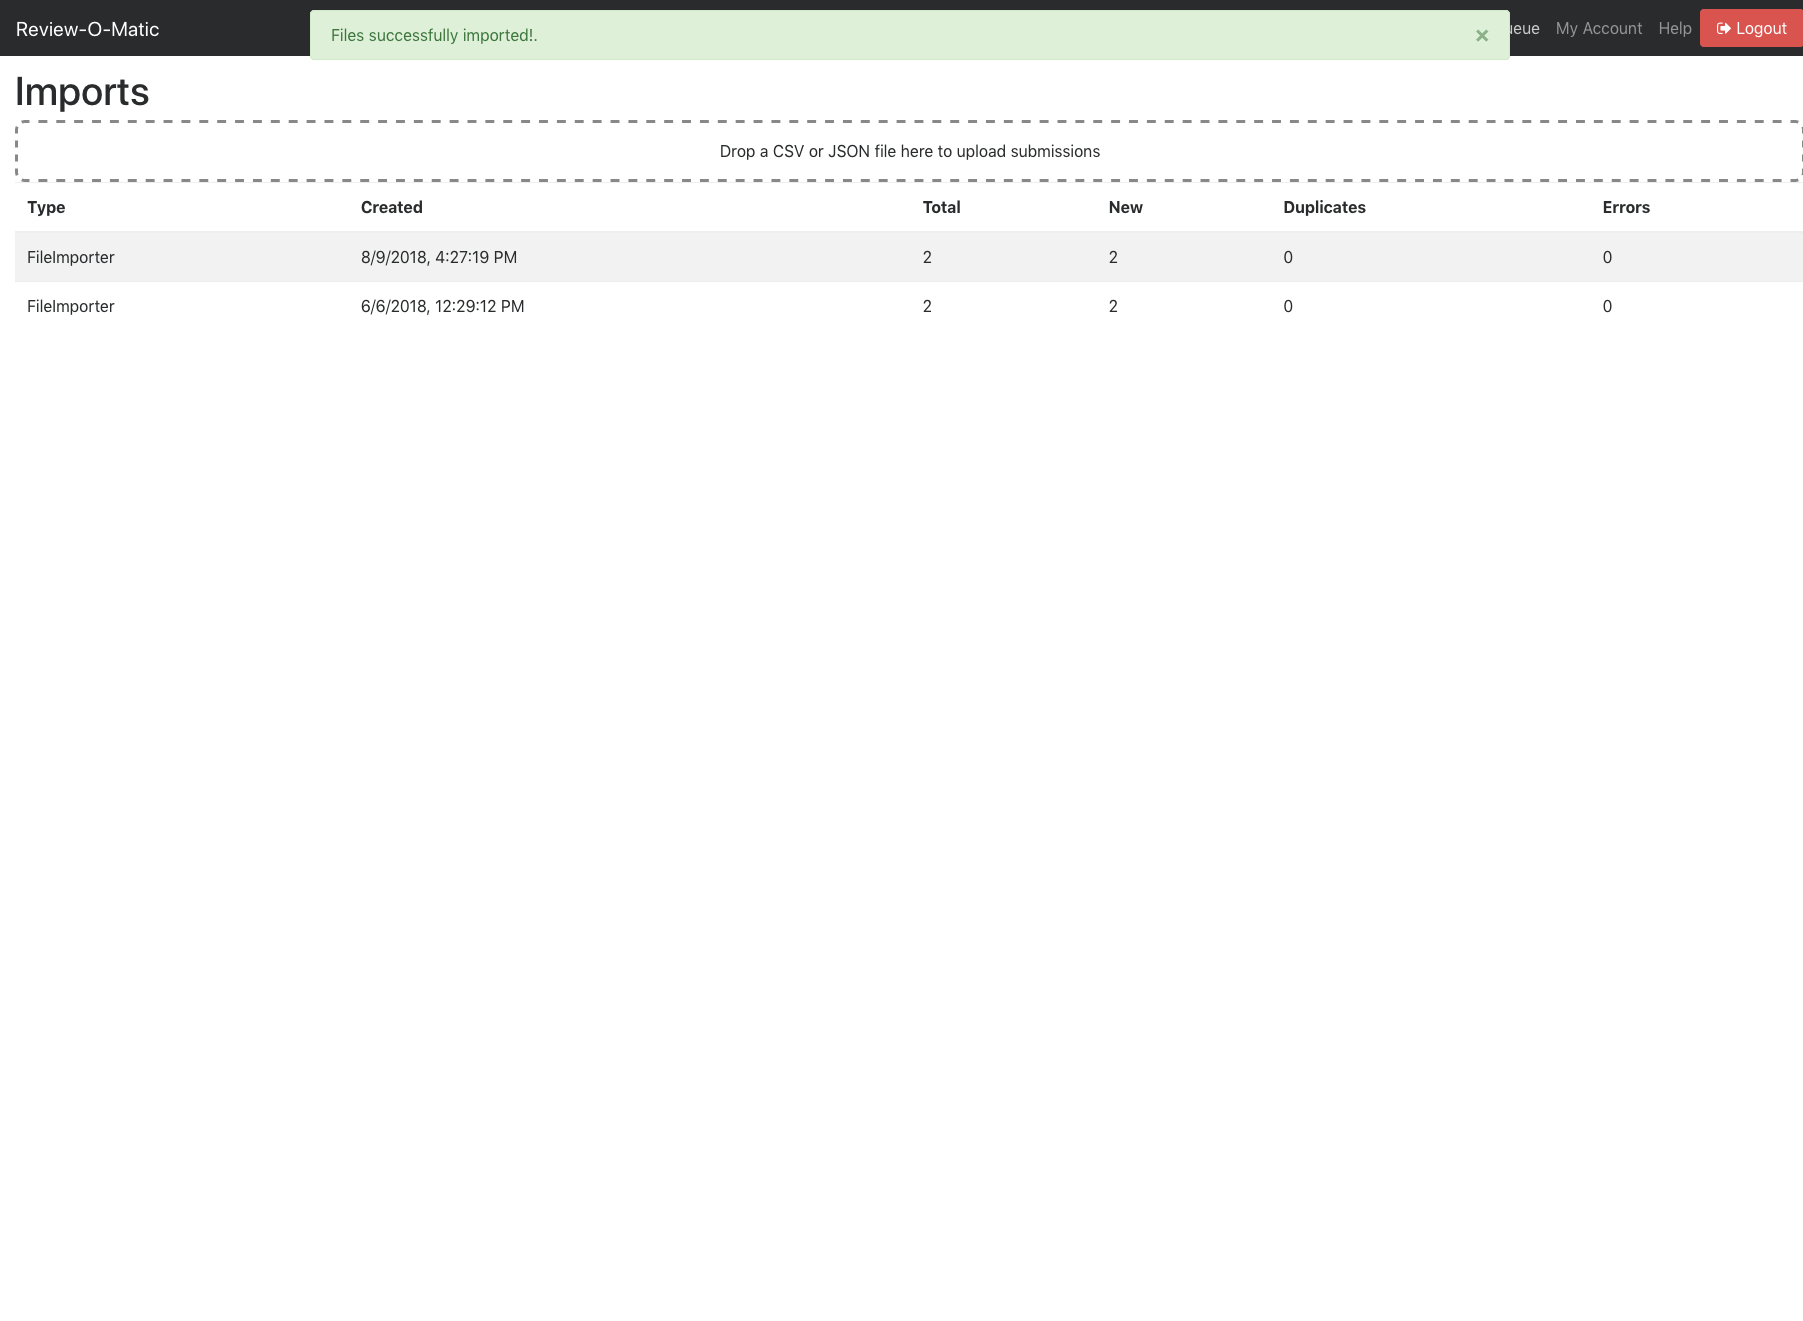 Review-O-Matic
Files successfully imported!.
×
My Account
Help
Logout
Imports
Drop a CSV or JSON file here to upload submissions
Type Created Total New Duplicates Errors
FileImporter 8/9/2018, 4:27:19 PM 2 2 0 0
FileImporter 6/6/2018, 12:29:12 PM 2 2 0 0